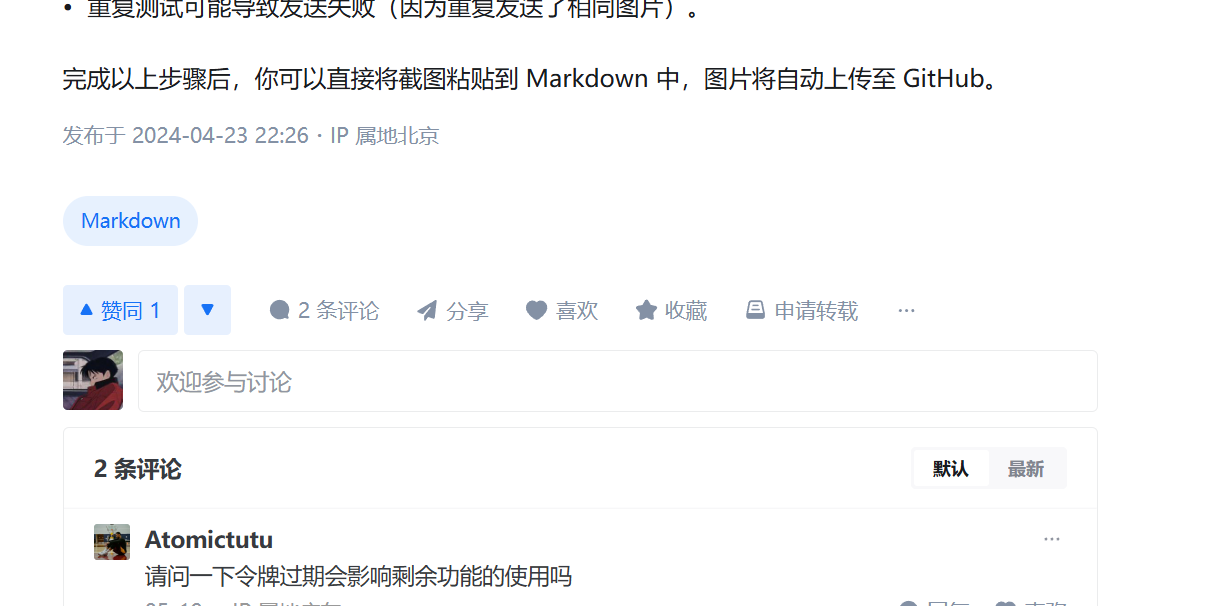 • 重复测试可能导致发送失败（因为重复发送了相同图片）。
完成以上步骤后，你可以直接将截图粘贴到 Markdown 中，图片将自动上传至 GitHub。
发布于 2024-04-23 22:26 · IP 属地北京
Markdown
赞同 1 2 条评论 分享 喜欢 收藏 申请转载 ···
欢迎参与讨论
2 条评论 默认 最新
Atomictutu ···
请问一下令牌过期会影响剩余功能的使用吗